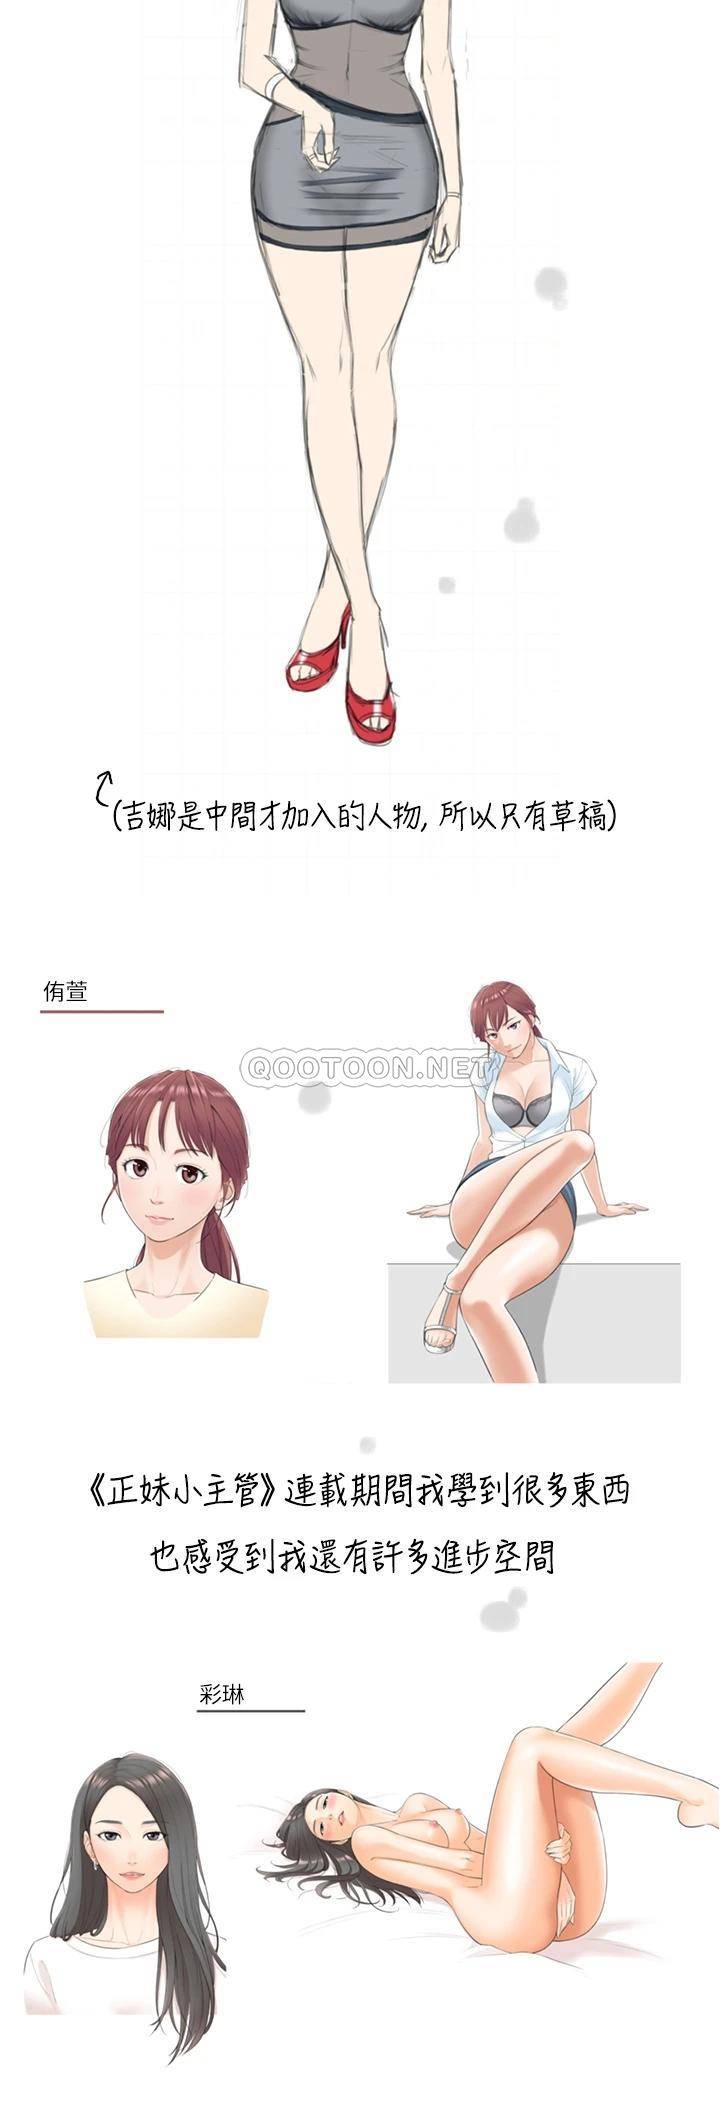 (吉娜是中間才加入的人物, 所以只有草稿)
侑萱
QOOTOON.NET
《正妹小主管》連載期間我學到很多東西
也感受到我還有許多進步空間
彩琳